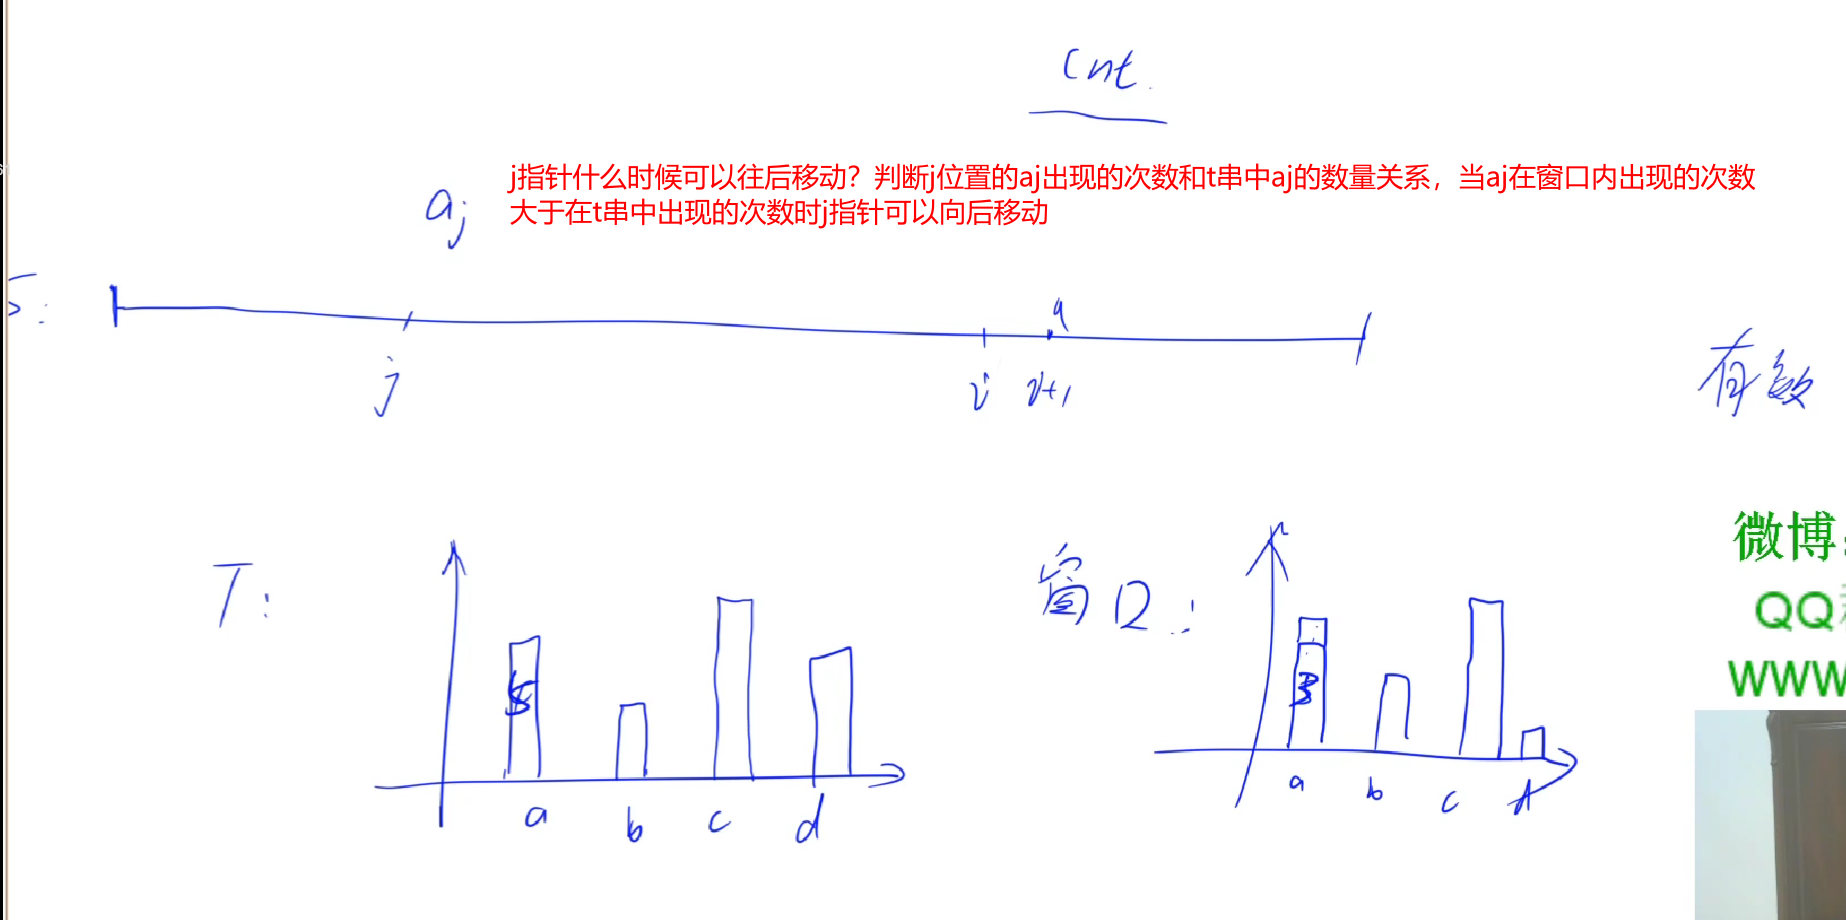 Cnt.
j指针什么时候可以往后移动？判断j位置的aj出现的次数和t串中aj的数量关系，当aj在窗口内出现的次数
大于在t串中出现的次数时j指针可以向后移动
aj
S:
a
j
i i+1
有效
微博:
QQ
WWW
T:
窗口:
5
3
a b c d
a b c d